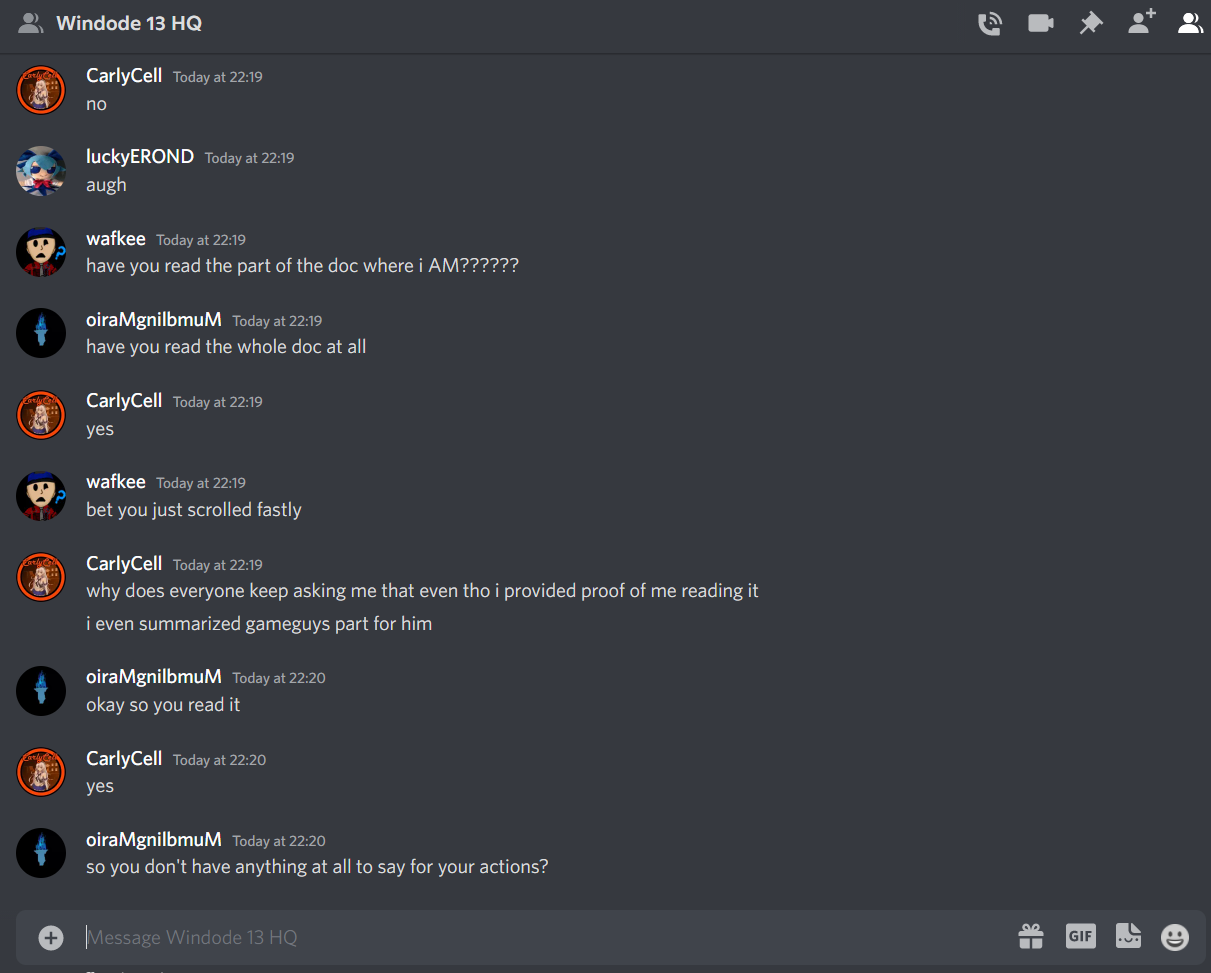 Windode 13 HQ
CarlyCell Today at 22:19
no
luckyEROND Today at 22:19
augh
wafkee Today at 22:19
have you read the part of the doc where i AM??????
oiraMgnilbmuM Today at 22:19
have you read the whole doc at all
CarlyCell Today at 22:19
yes
wafkee Today at 22:19
bet you just scrolled fastly
CarlyCell Today at 22:19
why does everyone keep asking me that even tho i provided proof of me reading it
i even summarized gameguys part for him
oiraMgnilbmuM Today at 22:20
okay so you read it
CarlyCell Today at 22:20
yes
oiraMgnilbmuM Today at 22:20
so you don't have anything at all to say for your actions?
Message Windode 13 HQ
GIF